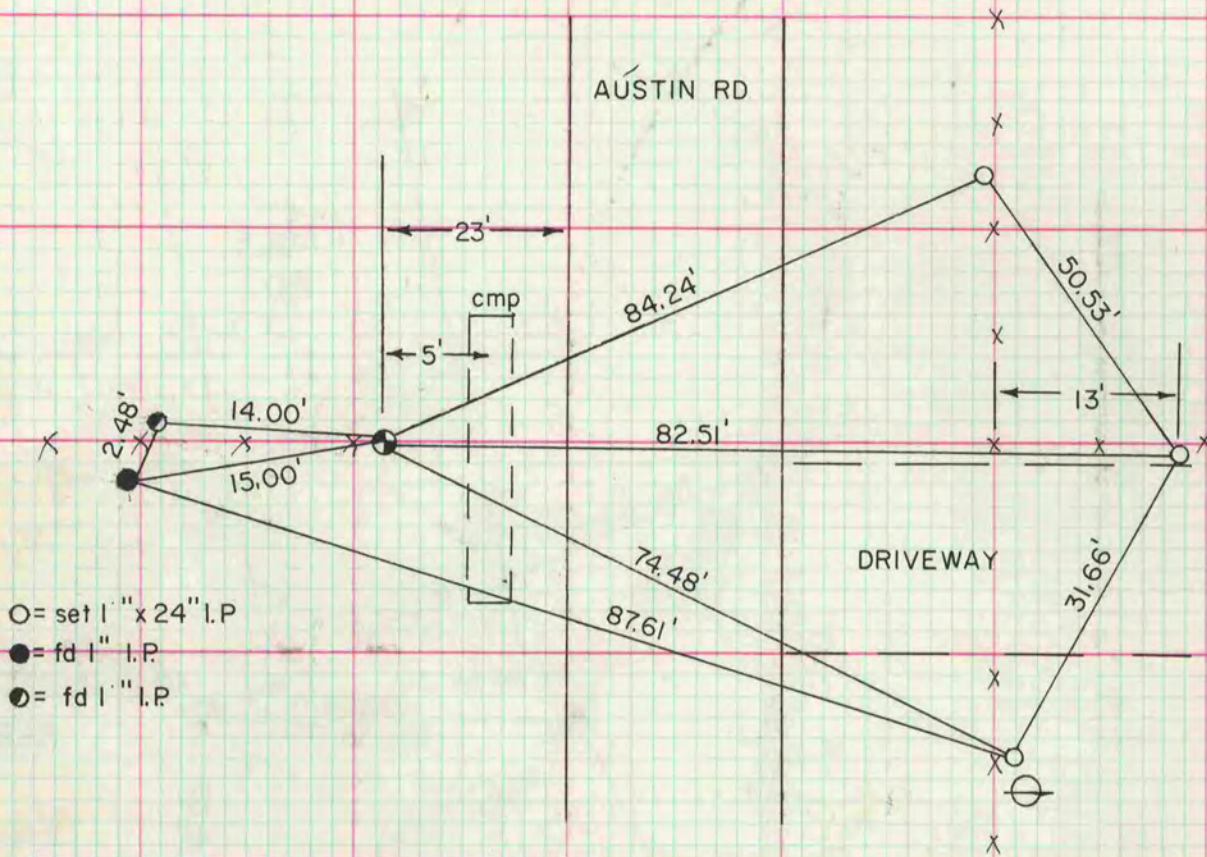 AUSTIN RD
23'
84.24'
50.53'
cmp
5'
13'
2.48'
14.00'
82.51'
15.00'
74.48'
DRIVEWAY
31.66'
87.61'
O= set 1" x 24" I.P
●= fd 1" I.P.
◐= fd 1" I.P.